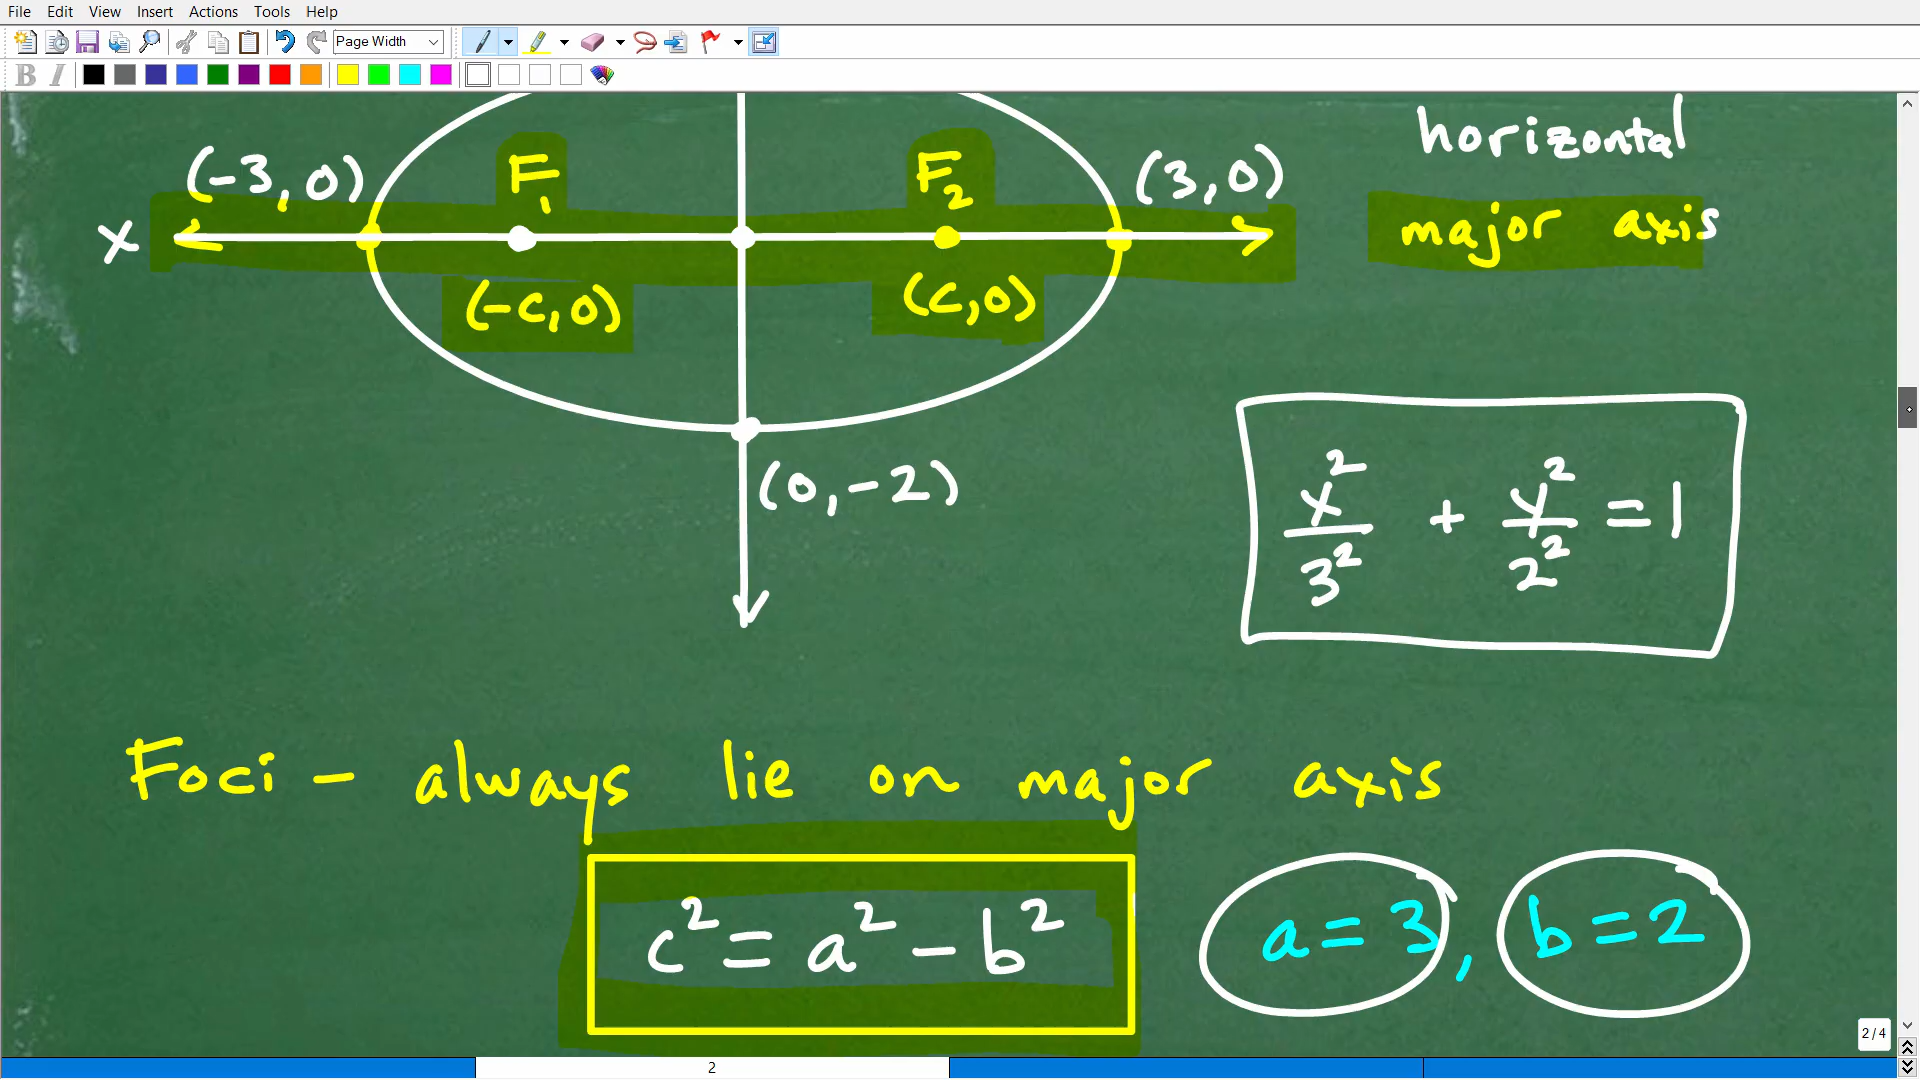 File Edit View Insert Actions Tools Help
Page Width
B I
horizontal
(-3,0) F₁ F₂ (3,0)
major axis
x
(-c,0) (c,0)
(0,-2)
x²/3² + y²/2² = 1
Foci - always lie on major axis
c² = a² - b²
a = 3, b = 2
2 / 4
2